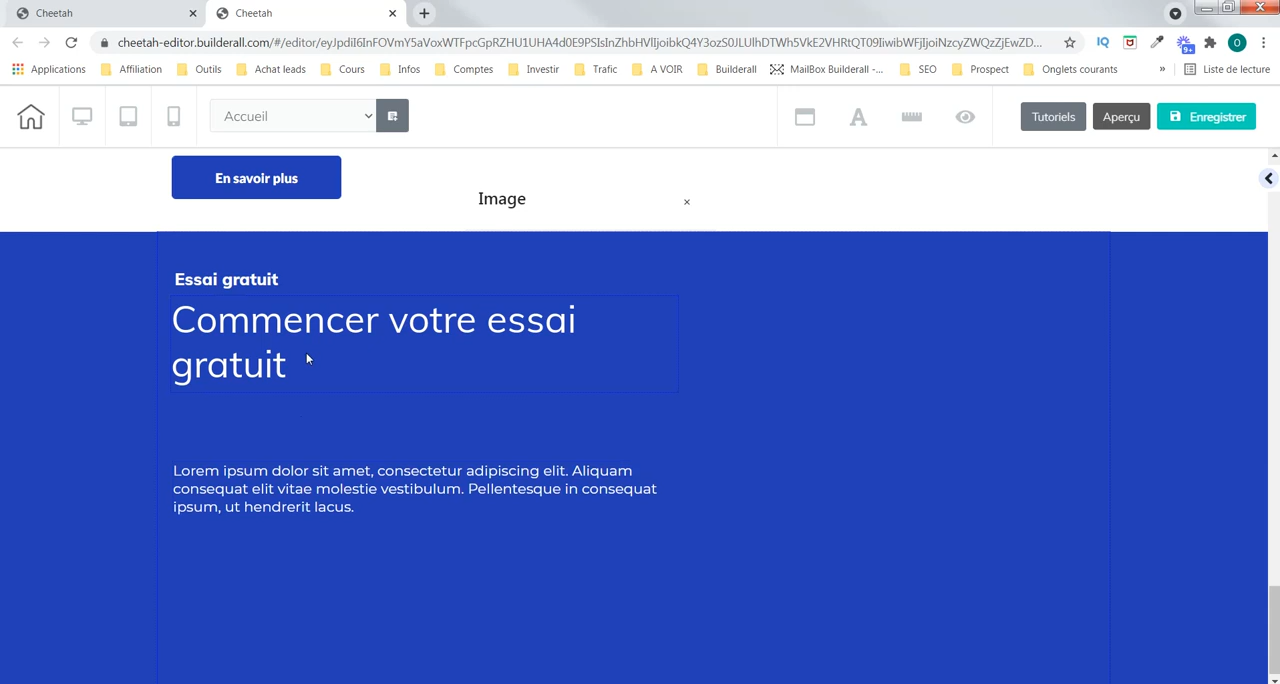 Cheetah
Cheetah
cheetah-editor.builderall.com/#/editor/
Applications
Affiliation
Outils
Achat leads
Cours
Infos
Comptes
Investir
Trafic
A VOIR
Builderall
MailBox Builderall -...
SEO
Prospect
Onglets courants
»
Liste de lecture
9+
O
Accueil
Tutoriels
Aperçu
Enregistrer
En savoir plus
Image
Essai gratuit
Commencer votre essai
gratuit
Lorem ipsum dolor sit amet, consectetur adipiscing elit. Aliquam
consequat elit vitae molestie vestibulum. Pellentesque in consequat
ipsum, ut hendrerit lacus.